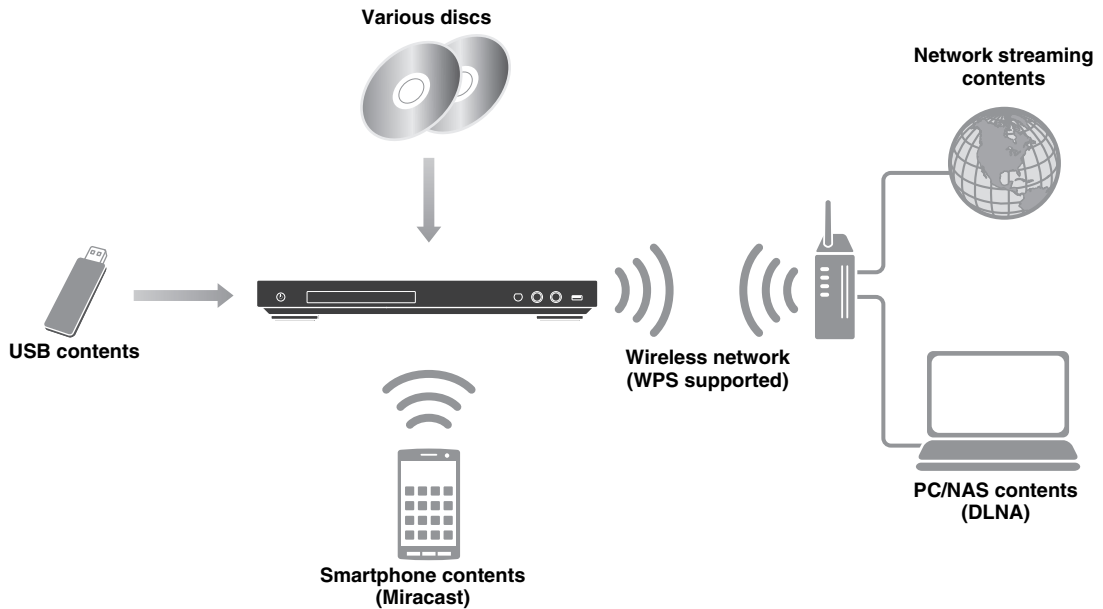 Various discs
Network streaming
contents
USB contents
Wireless network
(WPS supported)
PC/NAS contents
(DLNA)
Smartphone contents
(Miracast)